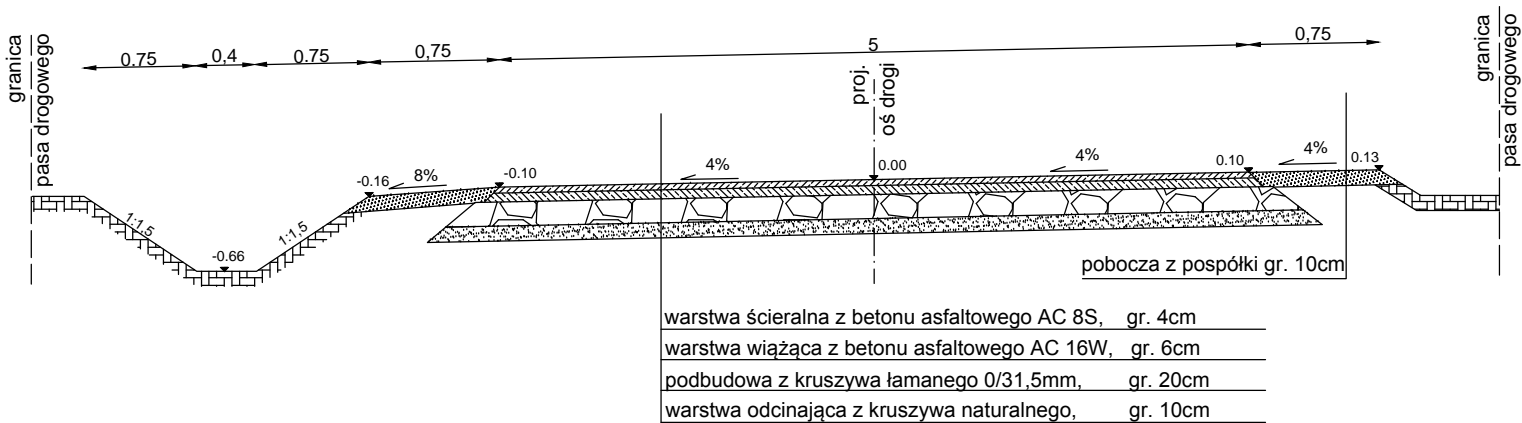 granica
pasa drogowego
0.75 0,4 0.75 0,75 5 0,75
proj.
oś drogi
granica
pasa drogowego
1:1,5
-0.66
1:1,5
-0.16
8%
-0.10
4%
0.00
4%
0.10
4%
0.13
pobocza z pospółki gr. 10cm
warstwa ścieralna z betonu asfaltowego AC 8S, gr. 4cm
warstwa wiążąca z betonu asfaltowego AC 16W, gr. 6cm
podbudowa z kruszywa łamanego 0/31,5mm, gr. 20cm
warstwa odcinająca z kruszywa naturalnego, gr. 10cm